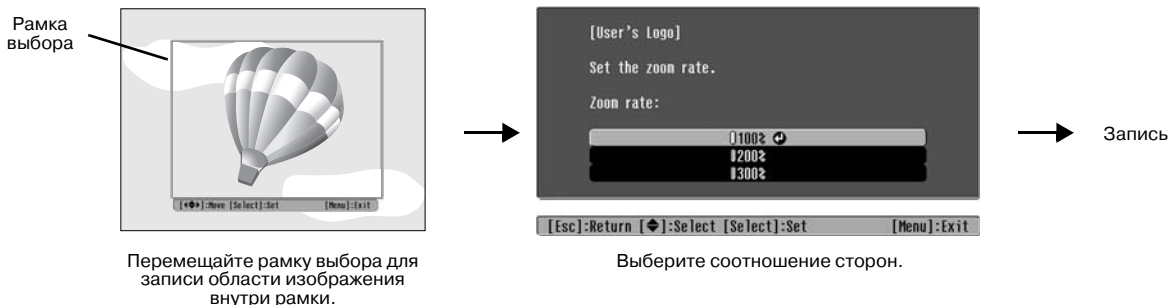 Рамка
выбора
[◄◆►]:Move [Select]:Set [Menu]:Exit
Перемещайте рамку выбора для
записи области изображения
внутри рамки.
[User's Logo]
Set the zoom rate.
Zoom rate:
100%
200%
300%
[Esc]:Return [◆]:Select [Select]:Set [Menu]:Exit
Выберите соотношение сторон.
Запись